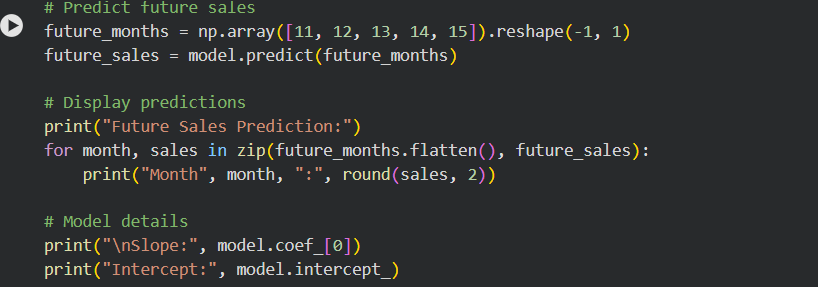 # Predict future sales
future_months = np.array([11, 12, 13, 14, 15]).reshape(-1, 1)
future_sales = model.predict(future_months)

# Display predictions
print("Future Sales Prediction:")
for month, sales in zip(future_months.flatten(), future_sales):
    print("Month", month, ":", round(sales, 2))

# Model details
print("\nSlope:", model.coef_[0])
print("Intercept:", model.intercept_)